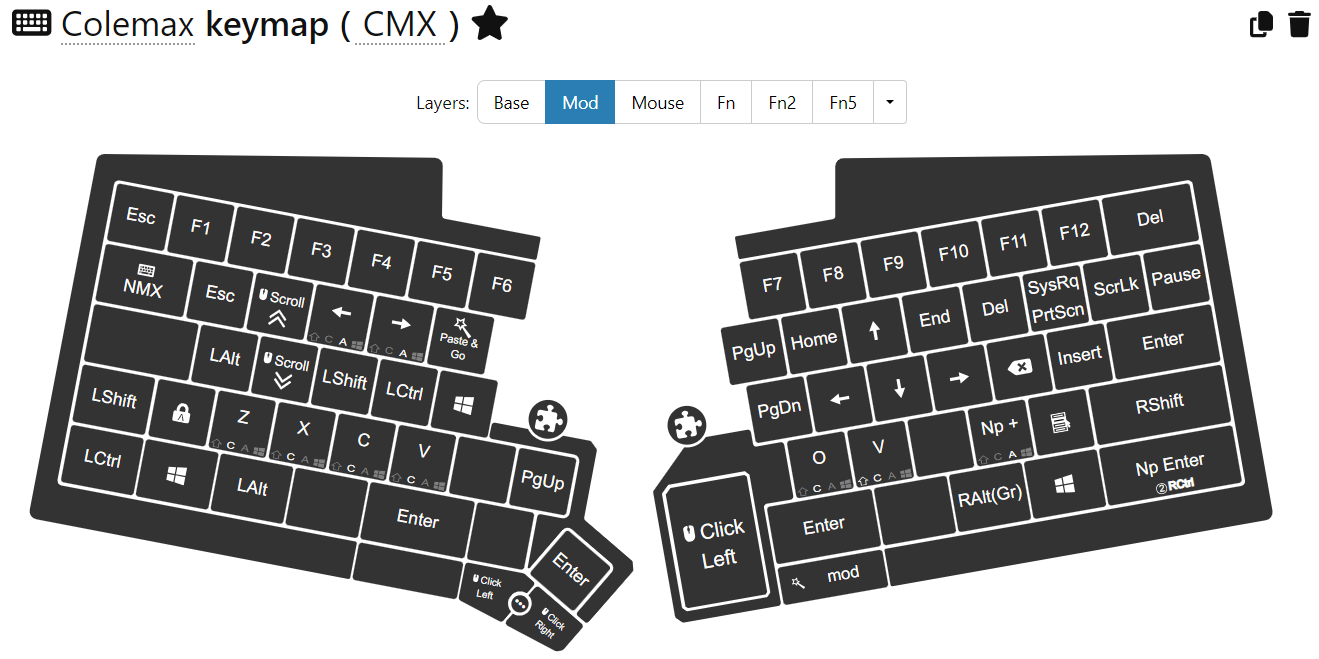 Colemax keymap ( CMX )
Layers: Base Mod Mouse Fn Fn2 Fn5
Esc F1 F2 F3 F4 F5 F6
NMX Esc Scroll ⇧ C A ⇧ C A Paste &
Go
LAlt Scroll LShift LCtrl
LShift A Z ⇧ C A X ⇧ C A C ⇧ C A V ⇧ C A PgUp
LCtrl LAlt Enter
Enter
Click
Left
Click
Right
F7 F8 F9 F10 F11 F12 Del
PgUp Home End Del SysRq
PrtScn ScrLk Pause
PgDn Insert Enter
O ⇧ C A V ⇧ C A Np + ⇧ C A RShift
Click
Left
Enter RAlt(Gr) Np Enter
②RCtrl
mod